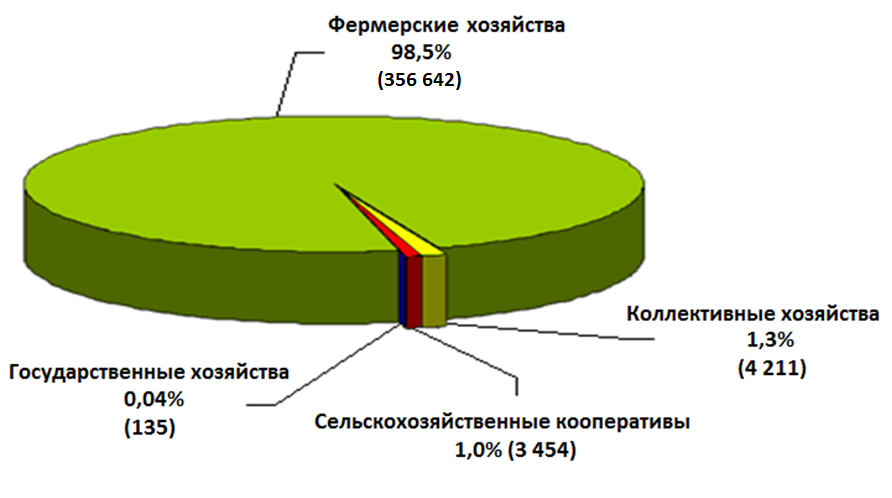 Фермерские хозяйства
98,5%
(356 642)
Коллективные хозяйства
1,3%
(4 211)
Государственные хозяйства
0,04%
(135)
Сельскохозяйственные кооперативы
1,0% (3 454)